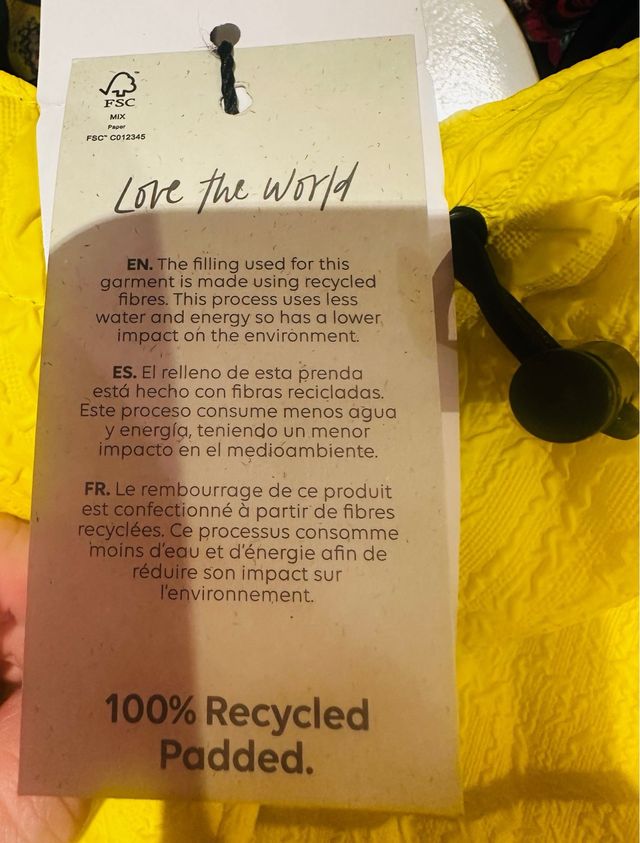 FSC
MIX
Paper
FSC™ C012345
Love the world
EN. The filling used for this
garment is made using recycled
fibres. This process uses less
water and energy so has a lower
impact on the environment.
ES. El relleno de esta prenda
está hecho con fibras recicladas.
Este proceso consume menos agua
y energía, teniendo un menor
impacto en el medioambiente.
FR. Le rembourrage de ce produit
est confectionné à partir de fibres
recyclées. Ce processus consomme
moins d'eau et d'énergie afin de
réduire son impact sur
l'environnement.
100% Recycled
Padded.